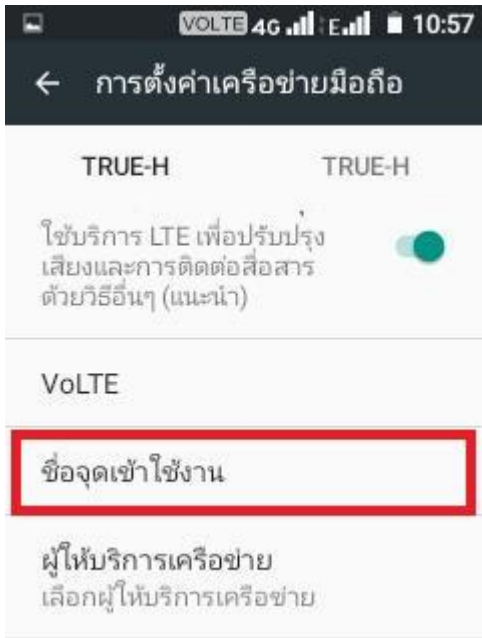 VOLTE 4G E 10:57
การตั้งค่าเครือข่ายมือถือ
TRUE-H TRUE-H
ใช้บริการ LTE เพื่อปรับปรุง
เสียงและการติดต่อสื่อสาร
ด้วยวิธีอื่นๆ (แนะนำ)
VoLTE
ชื่อจุดเข้าใช้งาน
ผู้ให้บริการเครือข่าย
เลือกผู้ให้บริการเครือข่าย